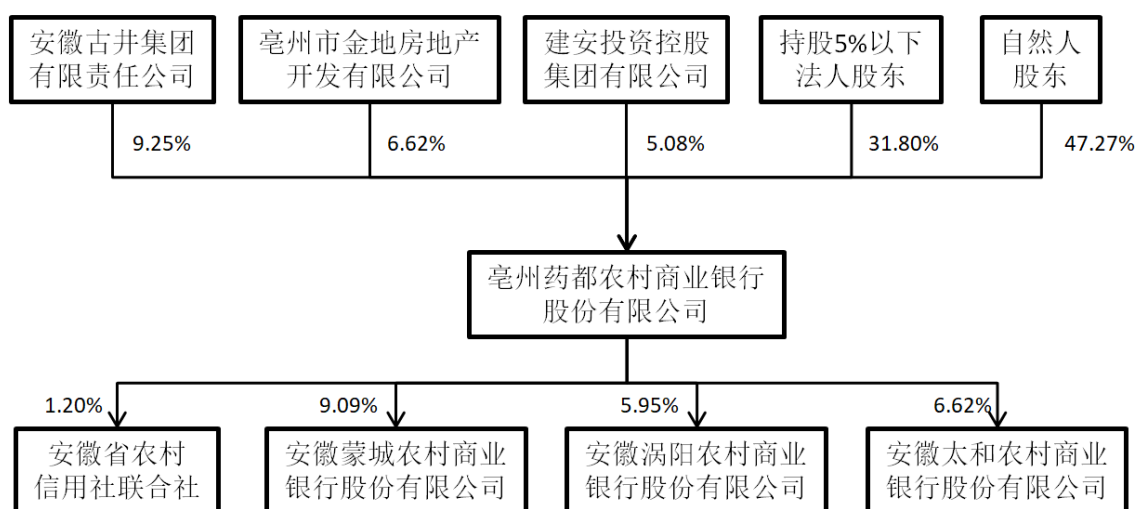 安徽古井集团
有限责任公司
亳州市金地房地产
开发有限公司
建安投资控股
集团有限公司
持股5%以下
法人股东
自然人
股东
9.25%
6.62%
5.08%
31.80%
47.27%
亳州药都农村商业银行
股份有限公司
1.20%
9.09%
5.95%
6.62%
安徽省农村
信用社联合社
安徽蒙城农村商业
银行股份有限公司
安徽涡阳农村商业
银行股份有限公司
安徽太和农村商业
银行股份有限公司